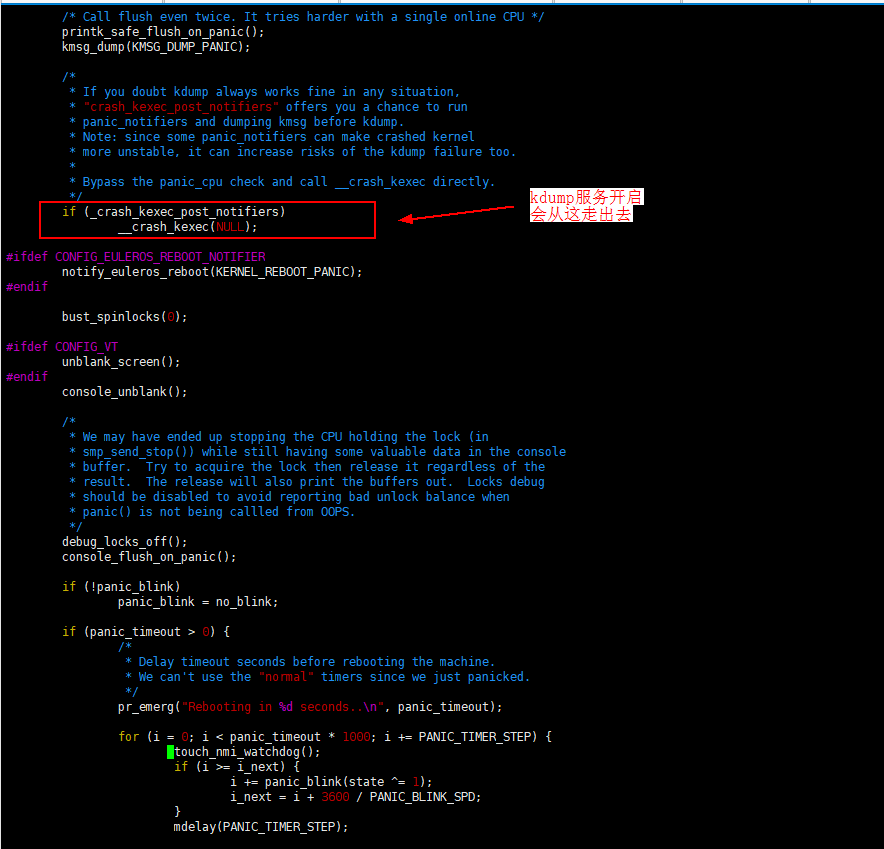 /* Call flush even twice. It tries harder with a single online CPU */
printk_safe_flush_on_panic();
kmsg_dump(KMSG_DUMP_PANIC);
/*
* If you doubt kdump always works fine in any situation,
* "crash_kexec_post_notifiers" offers you a chance to run
* panic_notifiers and dumping kmsg before kdump.
* Note: since some panic_notifiers can make crashed kernel
* more unstable, it can increase risks of the kdump failure too.
*
* Bypass the panic_cpu check and call __crash_kexec directly.
*/
if (_crash_kexec_post_notifiers)
__crash_kexec(NULL);
kdump服务开启
会从这走出去
#ifdef CONFIG_EULEROS_REBOOT_NOTIFIER
notify_euleros_reboot(KERNEL_REBOOT_PANIC);
#endif
bust_spinlocks(0);
#ifdef CONFIG_VT
unblank_screen();
#endif
console_unblank();
/*
* We may have ended up stopping the CPU holding the lock (in
* smp_send_stop()) while still having some valuable data in the console
* buffer.  Try to acquire the lock then release it regardless of the
* result.  The release will also print the buffers out.  Locks debug
* should be disabled to avoid reporting bad unlock balance when
* panic() is not being callled from OOPS.
*/
debug_locks_off();
console_flush_on_panic();
if (!panic_blink)
panic_blink = no_blink;
if (panic_timeout > 0) {
/*
* Delay timeout seconds before rebooting the machine.
* We can't use the "normal" timers since we just panicked.
*/
pr_emerg("Rebooting in %d seconds..\n", panic_timeout);
for (i = 0; i < panic_timeout * 1000; i += PANIC_TIMER_STEP) {
touch_nmi_watchdog();
if (i >= i_next) {
i += panic_blink(state ^= 1);
i_next = i + 3600 / PANIC_BLINK_SPD;
}
mdelay(PANIC_TIMER_STEP);